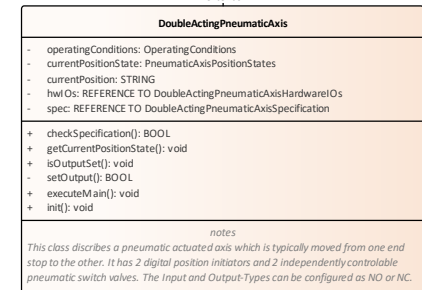 DoubleActingPneumaticAxis
- operatingConditions: OperatingConditions
- currentPositionState: PneumaticAxisPositionStates
- currentPosition: STRING
- hwIOs: REFERENCE TO DoubleActingPneumaticAxisHardwareIOs
- spec: REFERENCE TO DoubleActingPneumaticAxisSpecification
+ checkSpecification(): BOOL
+ getCurrentPositionState(): void
+ isOutputSet(): void
- setOutput(): BOOL
+ executeMain(): void
+ init(): void
notes
This class discribes a pneumatic actuated axis which is typically moved from one end
stop to the other. It has 2 digital position initiators and 2 independently controlable
pneumatic switch valves. The Input and Output-Types can be configured as NO or NC.